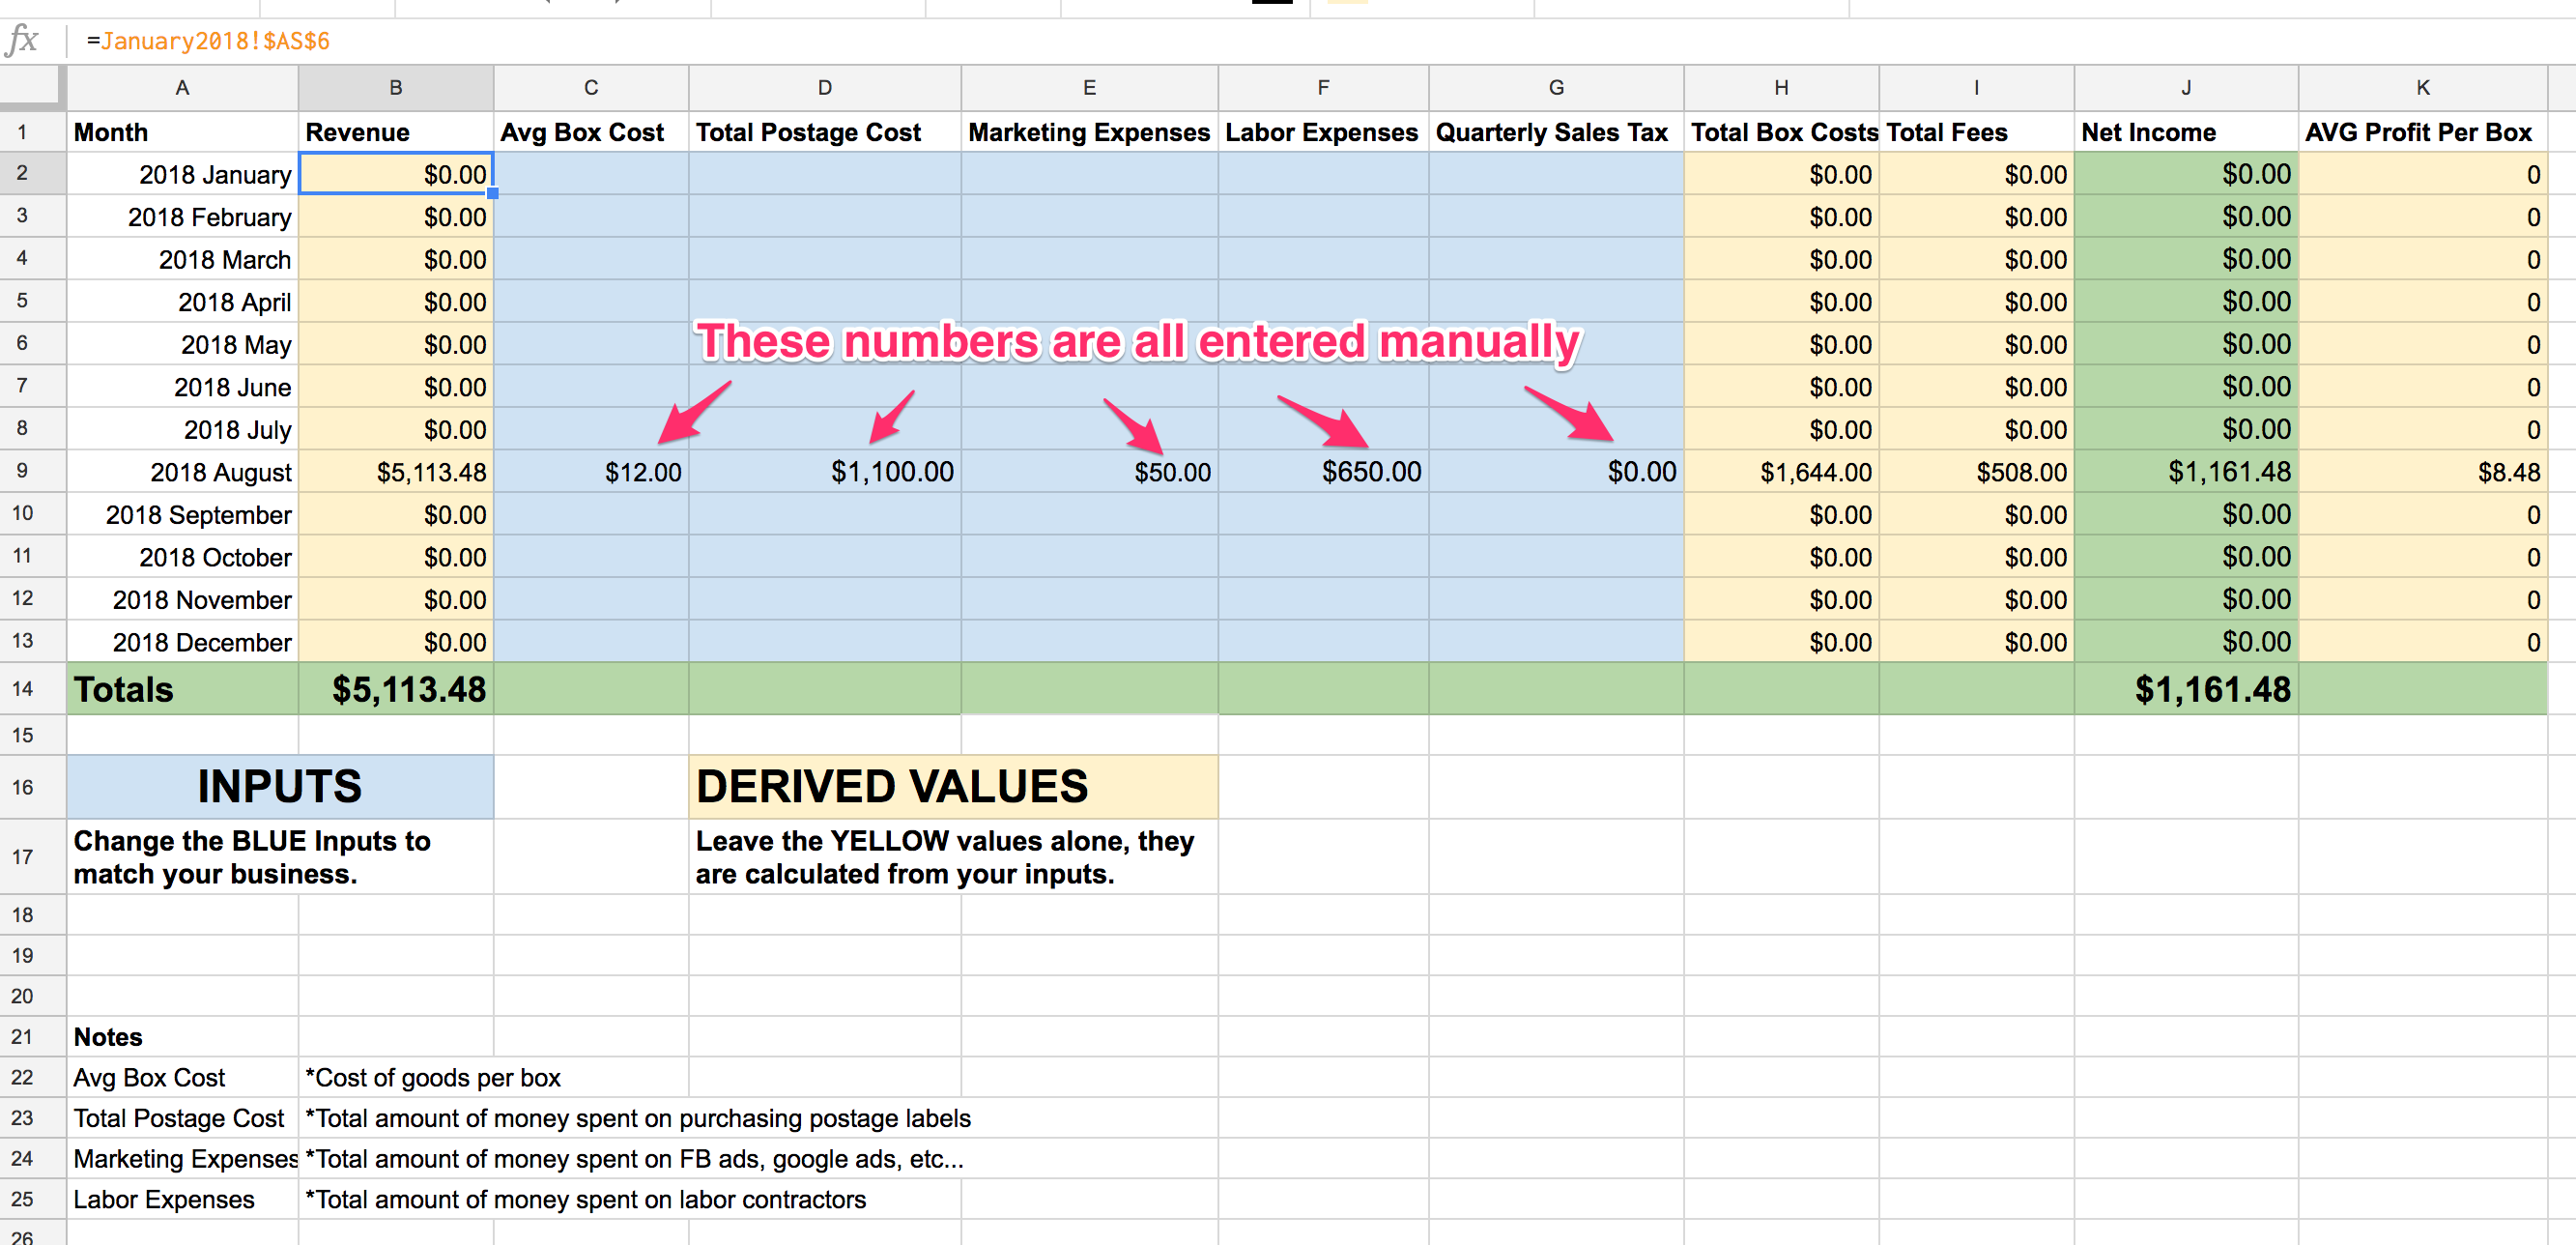 fx =January2018!$AS$6
A B C D E F G H I J K
1 Month Revenue Avg Box Cost Total Postage Cost Marketing Expenses Labor Expenses Quarterly Sales Tax Total Box Costs Total Fees Net Income AVG Profit Per Box
2 2018 January $0.00 $0.00 $0.00 $0.00 0
3 2018 February $0.00 $0.00 $0.00 $0.00 0
4 2018 March $0.00 $0.00 $0.00 $0.00 0
5 2018 April $0.00 $0.00 $0.00 $0.00 0
6 2018 May $0.00 These numbers are all entered manually $0.00 $0.00 $0.00 0
7 2018 June $0.00 $0.00 $0.00 $0.00 0
8 2018 July $0.00 $0.00 $0.00 $0.00 0
9 2018 August $5,113.48 $12.00 $1,100.00 $50.00 $650.00 $0.00 $1,644.00 $508.00 $1,161.48 $8.48
10 2018 September $0.00 $0.00 $0.00 $0.00 0
11 2018 October $0.00 $0.00 $0.00 $0.00 0
12 2018 November $0.00 $0.00 $0.00 $0.00 0
13 2018 December $0.00 $0.00 $0.00 $0.00 0
14 Totals $5,113.48 $1,161.48
15
16 INPUTS DERIVED VALUES
17 Change the BLUE Inputs to match your business. Leave the YELLOW values alone, they are calculated from your inputs.
18
19
20
21 Notes
22 Avg Box Cost *Cost of goods per box
23 Total Postage Cost *Total amount of money spent on purchasing postage labels
24 Marketing Expenses *Total amount of money spent on FB ads, google ads, etc...
25 Labor Expenses *Total amount of money spent on labor contractors
26